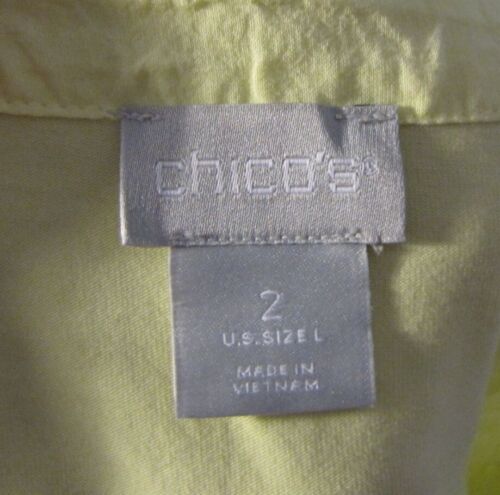 chico's®
2
U.S. SIZE L
MADE IN
VIETNAM